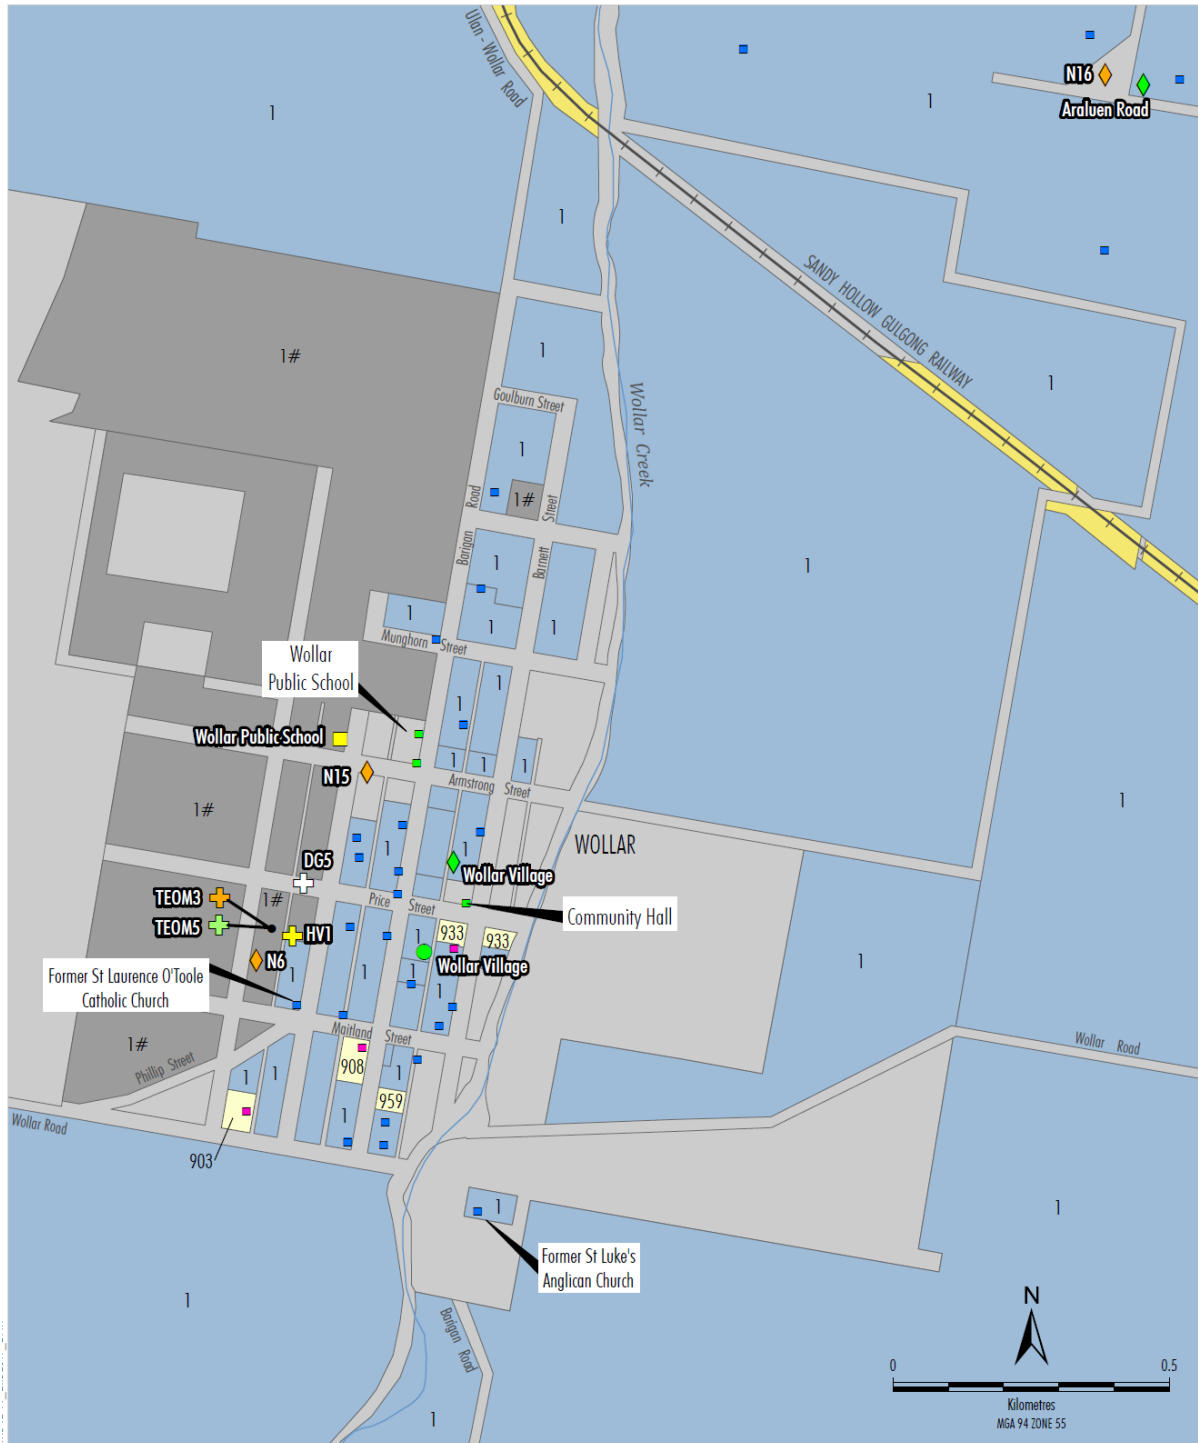 Ulan - Wollar Road
1
1
N16
Araluen Road
1
SANDY HOLLOW GULGONG RAILWAY
1#
1
1
Goulburn Street
Wollar Creek
1
1#
Barigan Road
Barnett Street
1
1
1
1
1
Munghorn Street
Wollar
Public School
1
1
Wollar Public School
N15
1
1
1
Armstrong Street
1
1#
WOLLAR
1
1
DG5
Wollar Village
TEOM3
1#
Price Street
Community Hall
TEOM5
HV1
1
933
933
N6
Wollar Village
Former St Laurence O'Toole
Catholic Church
1
1
1
1
Maitland Street
1#
Phillip Street
908
1
1
1
959
Wollar Road
1
Wollar Road
903
1
1
Former St Luke's
Anglican Church
1
Barigan Road
1
N
0 0.5
Kilometres
MGA 94 ZONE 55